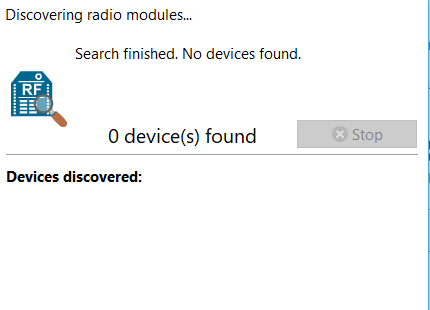 Discovering radio modules...
Search finished. No devices found.
RF
0 device(s) found
Stop
Devices discovered: